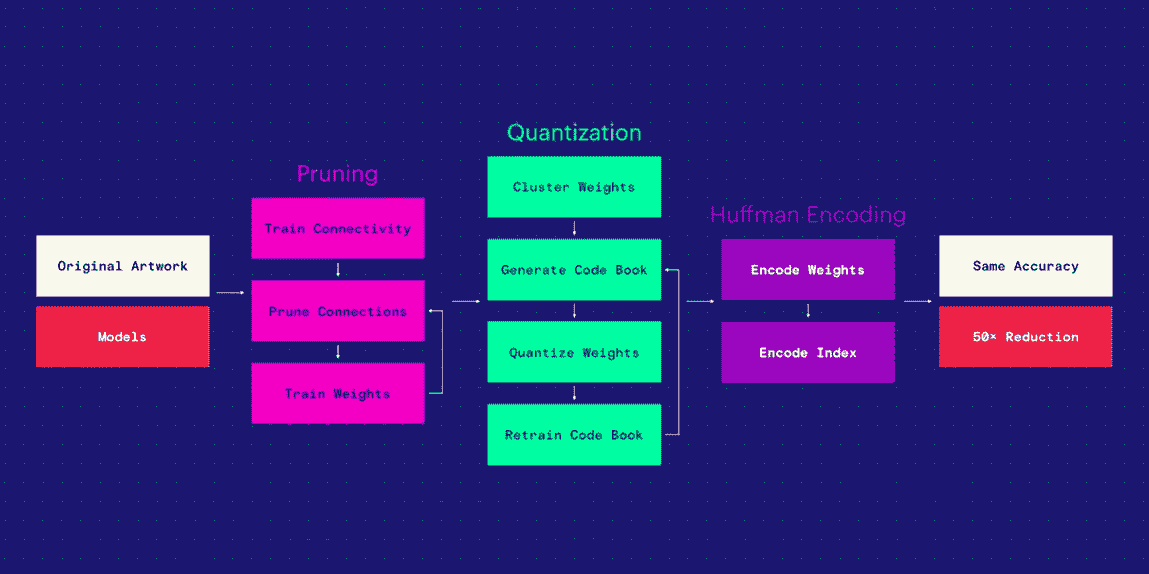 Original Artwork
Models
Pruning
Train Connectivity
Prune Connections
Train Weights
Quantization
Cluster Weights
Generate Code Book
Quantize Weights
Retrain Code Book
Huffman Encoding
Encode Weights
Encode Index
Same Accuracy
50× Reduction